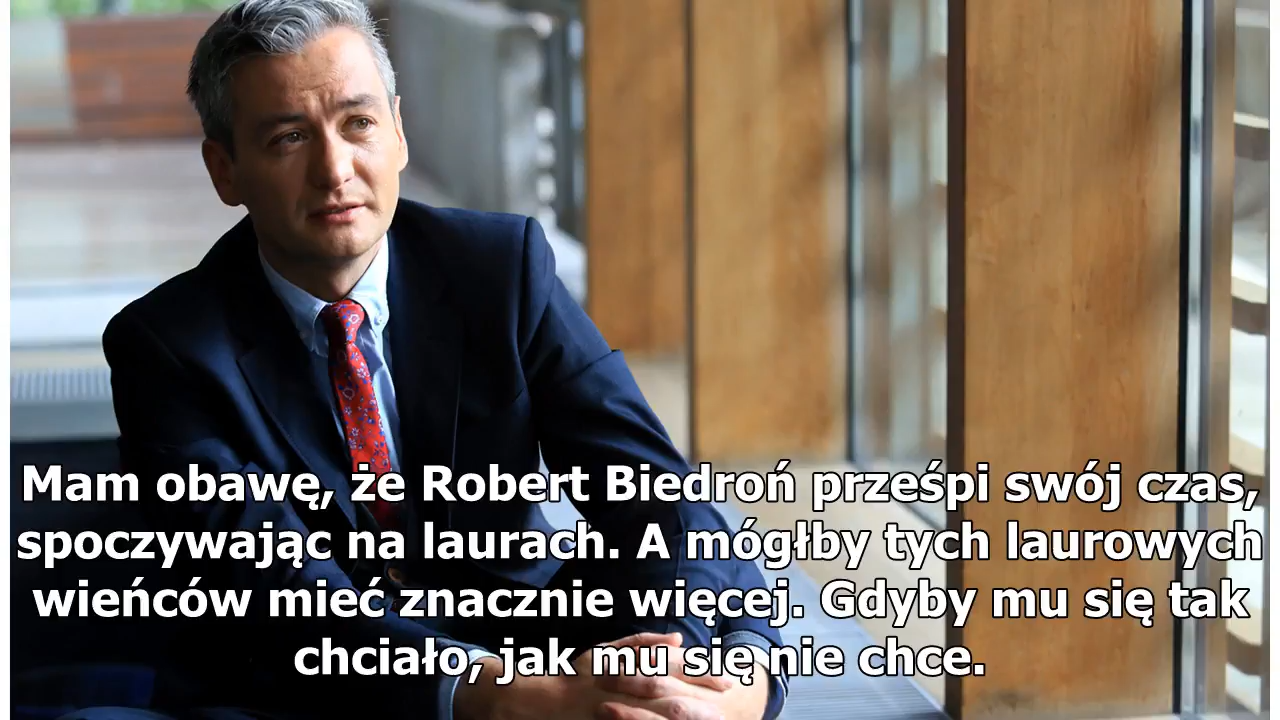 Mam obawę, że Robert Biedroń prześpi swój czas,
spoczywając na laurach. A mógłby tych laurowych
wieńców mieć znacznie więcej. Gdyby mu się tak
chciało, jak mu się nie chce.